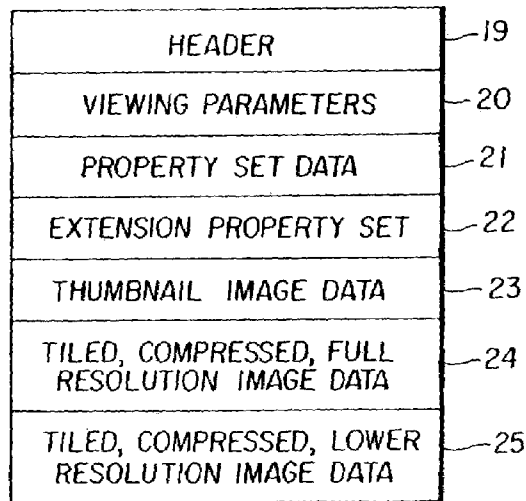 HEADER 19
VIEWING PARAMETERS 20
PROPERTY SET DATA 21
EXTENSION PROPERTY SET 22
THUMBNAIL IMAGE DATA 23
TILED, COMPRESSED, FULL
RESOLUTION IMAGE DATA 24
TILED, COMPRESSED, LOWER
RESOLUTION IMAGE DATA 25